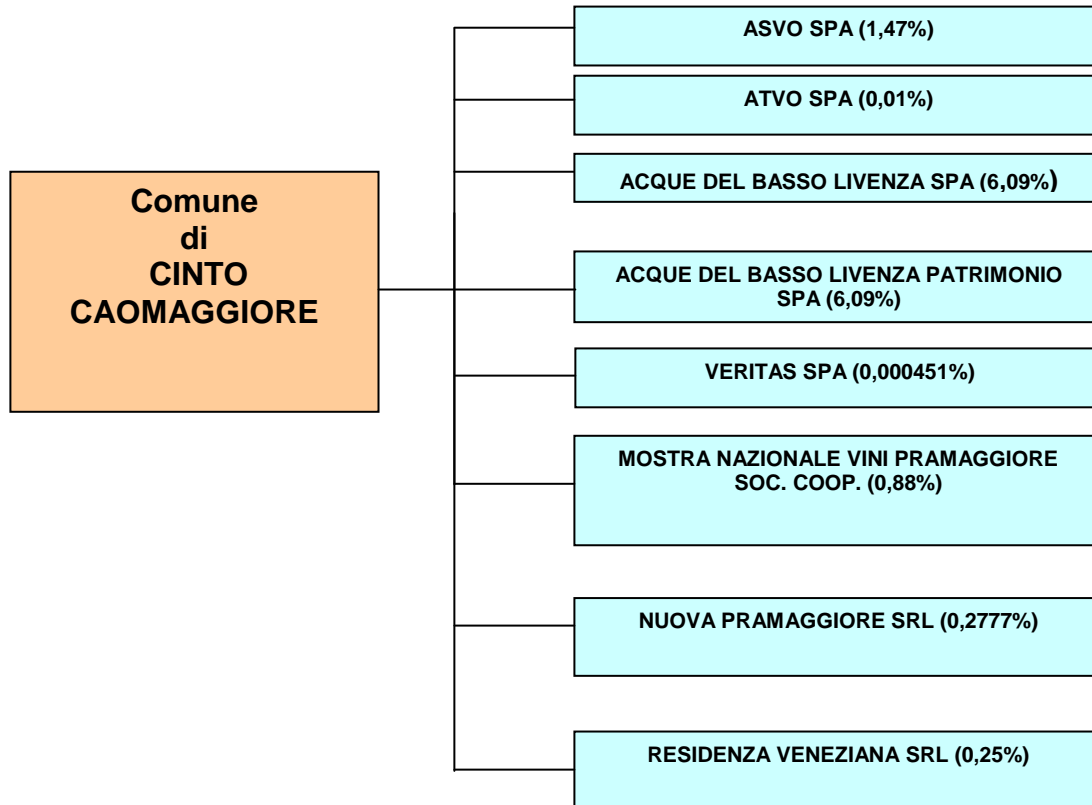 Comune
di
CINTO
CAOMAGGIORE
ASVO SPA (1,47%)
ATVO SPA (0,01%)
ACQUE DEL BASSO LIVENZA SPA (6,09%)
ACQUE DEL BASSO LIVENZA PATRIMONIO
SPA (6,09%)
VERITAS SPA (0,000451%)
MOSTRA NAZIONALE VINI PRAMAGGIORE
SOC. COOP. (0,88%)
NUOVA PRAMAGGIORE SRL (0,2777%)
RESIDENZA VENEZIANA SRL (0,25%)